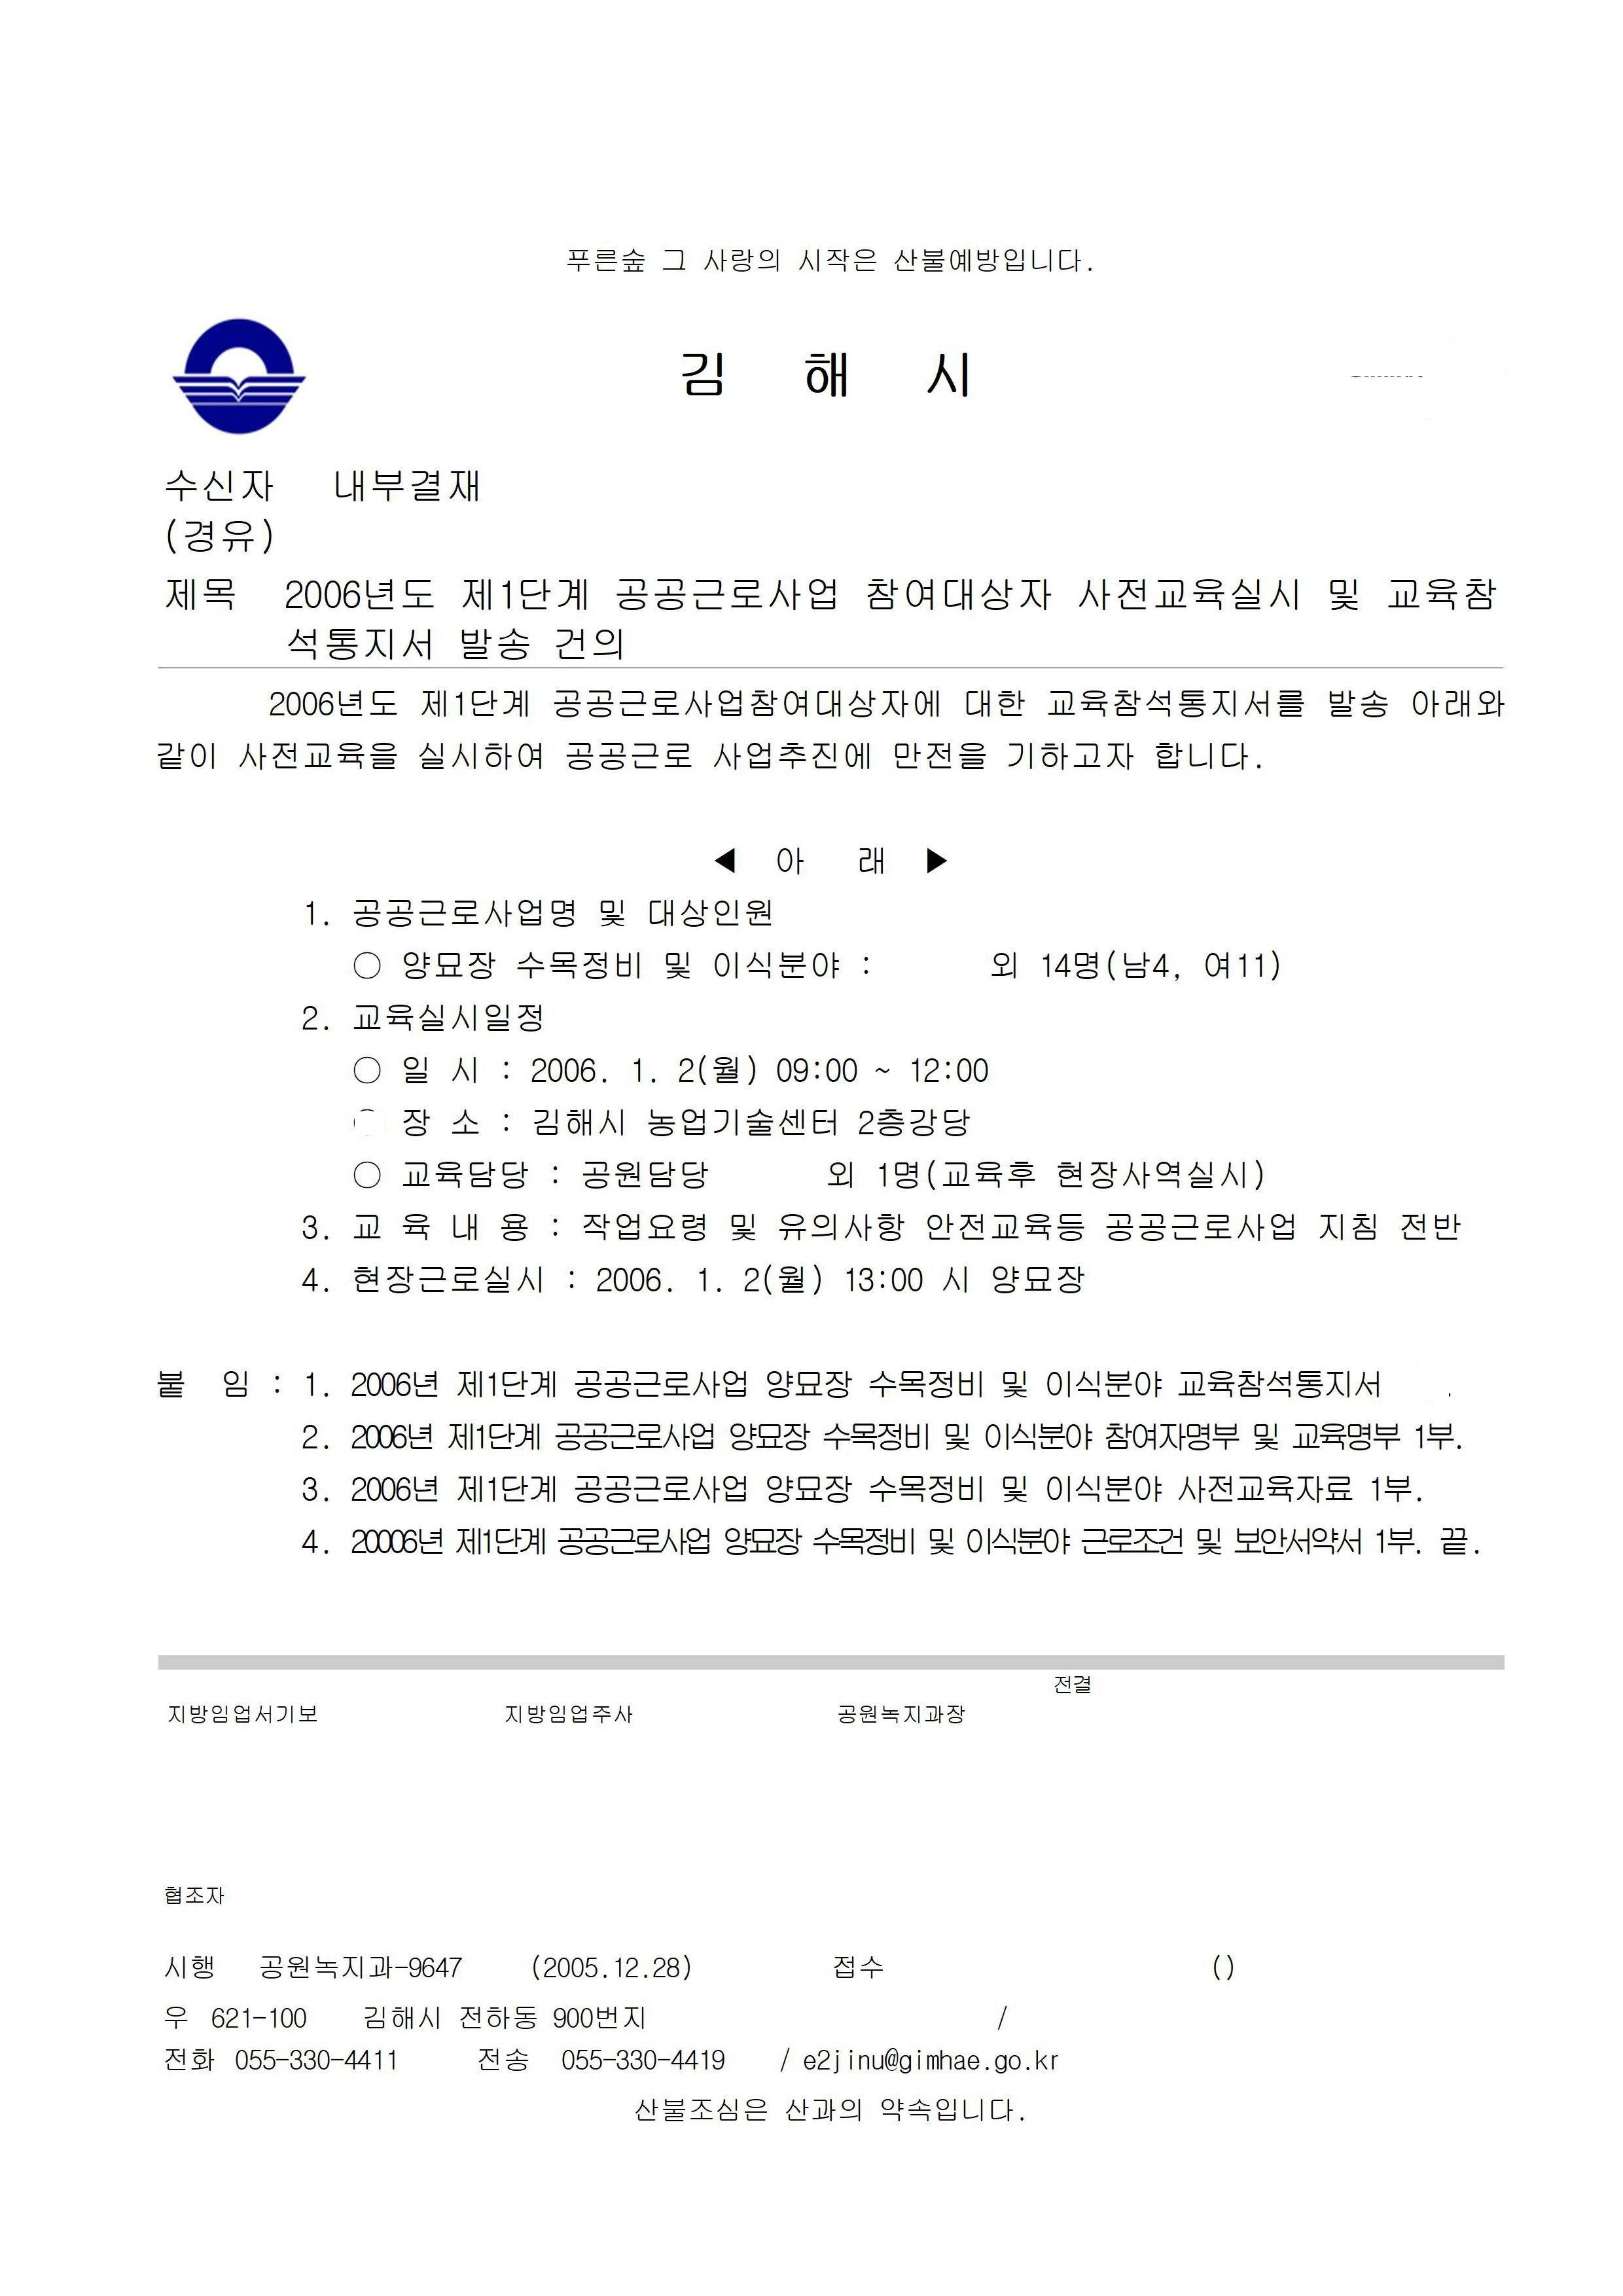 푸른숲 그 사랑의 시작은 산불예방입니다.
김 해 시
수신자 내부결재
(경유)
제목 2006년도 제1단계 공공근로사업 참여대상자 사전교육실시 및 교육참
석통지서 발송 건의
2006년도 제1단계 공공근로사업참여대상자에 대한 교육참석통지서를 발송 아래와
같이 사전교육을 실시하여 공공근로 사업추진에 만전을 기하고자 합니다.
◀ 아 래 ▶
1. 공공근로사업명 및 대상인원
○ 양묘장 수목정비 및 이식분야 : 외 14명(남4, 여11)
2. 교육실시일정
○ 일 시 : 2006. 1. 2(월) 09:00 ~ 12:00
○ 장 소 : 김해시 농업기술센터 2층강당
○ 교육담당 : 공원담당 외 1명(교육후 현장사역실시)
3. 교 육 내 용 : 작업요령 및 유의사항 안전교육등 공공근로사업 지침 전반
4. 현장근로실시 : 2006. 1. 2(월) 13:00 시 양묘장
붙 임 : 1. 2006년 제1단계 공공근로사업 양묘장 수목정비 및 이식분야 교육참석통지서 .
2. 2006년 제1단계 공공근로사업 양묘장 수목정비 및 이식분야 참여자명부 및 교육명부 1부.
3. 2006년 제1단계 공공근로사업 양묘장 수목정비 및 이식분야 사전교육자료 1부.
4. 20006년 제1단계 공공근로사업 양묘장 수목정비 및 이식분야 근로조건 및 보안서약서 1부. 끝.
전결
지방임업서기보 지방임업주사 공원녹지과장
협조자
시행 공원녹지과-9647 (2005.12.28) 접수 ()
우 621-100 김해시 전하동 900번지 /
전화 055-330-4411 전송 055-330-4419 / e2jinu@gimhae.go.kr
산불조심은 산과의 약속입니다.